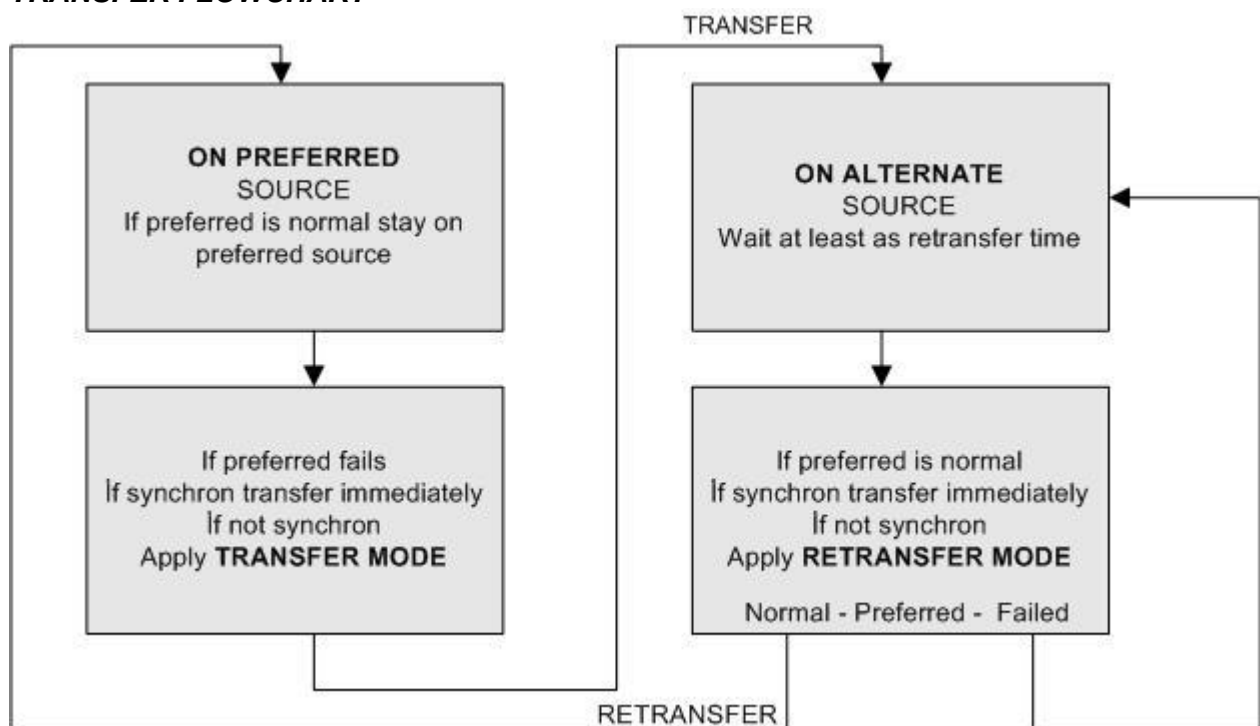 TRANSFER FLOWCHART
TRANSFER
ON PREFERRED
SOURCE
If preferred is normal stay on
preferred source
ON ALTERNATE
SOURCE
Wait at least as retransfer time
If preferred fails
İf synchron transfer immediately
İf not synchron
Apply TRANSFER MODE
If preferred is normal
İf synchron transfer immediately
İf not synchron
Apply RETRANSFER MODE
Normal - Preferred - Failed
RETRANSFER